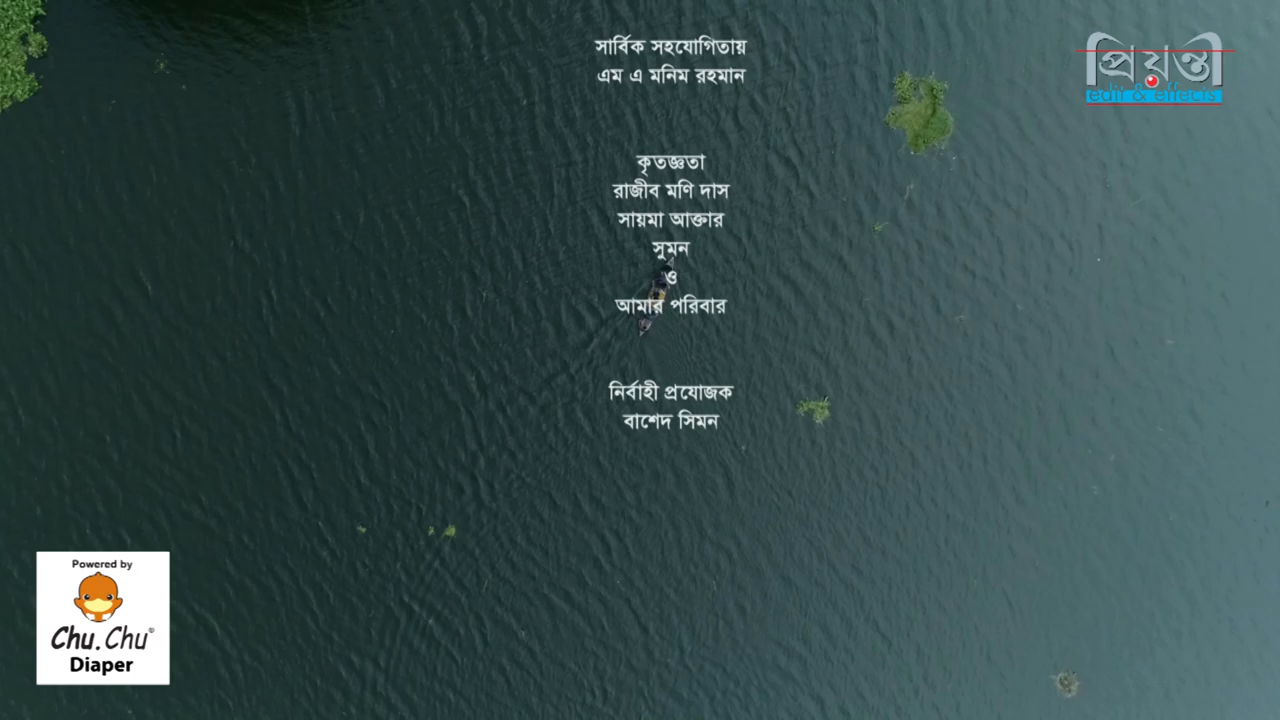 সার্বিক সহযোগিতায়
এম এ মনিম রহমান
প্রিয়ন্তী
edit & effects
কৃতজ্ঞতা
রাজীব মণি দাস
সায়মা আক্তার
সুমন
ও
আমার পরিবার
নির্বাহী প্রযোজক
বাশেদ সিমন
Powered by
Chu.Chu®
Diaper